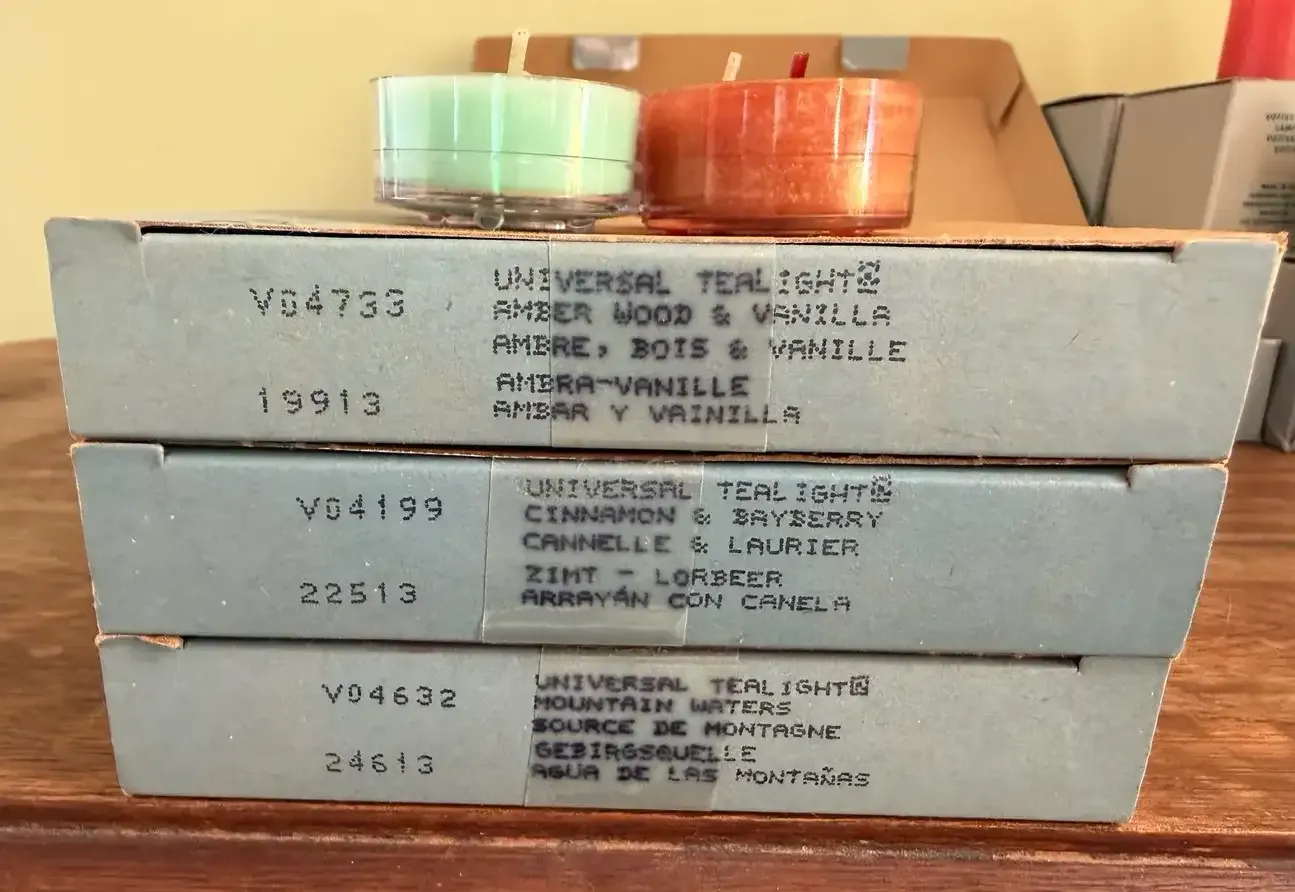 V04733
19913
UNIVERSAL TEALIGHT®
AMBER WOOD & VANILLA
AMBRE, BOIS & VANILLE
AMBRA-VANILLE
AMBAR Y VAINILLA
V04199
22513
UNIVERSAL TEALIGHT®
CINNAMON & BAYBERRY
CANNELLE & LAURIER
ZIMT - LORBEER
ARRAYÁN CON CANELA
V04632
24613
UNIVERSAL TEALIGHT®
MOUNTAIN WATERS
SOURCE DE MONTAGNE
GEBIRGSQUELLE
AGUA DE LAS MONTAÑAS